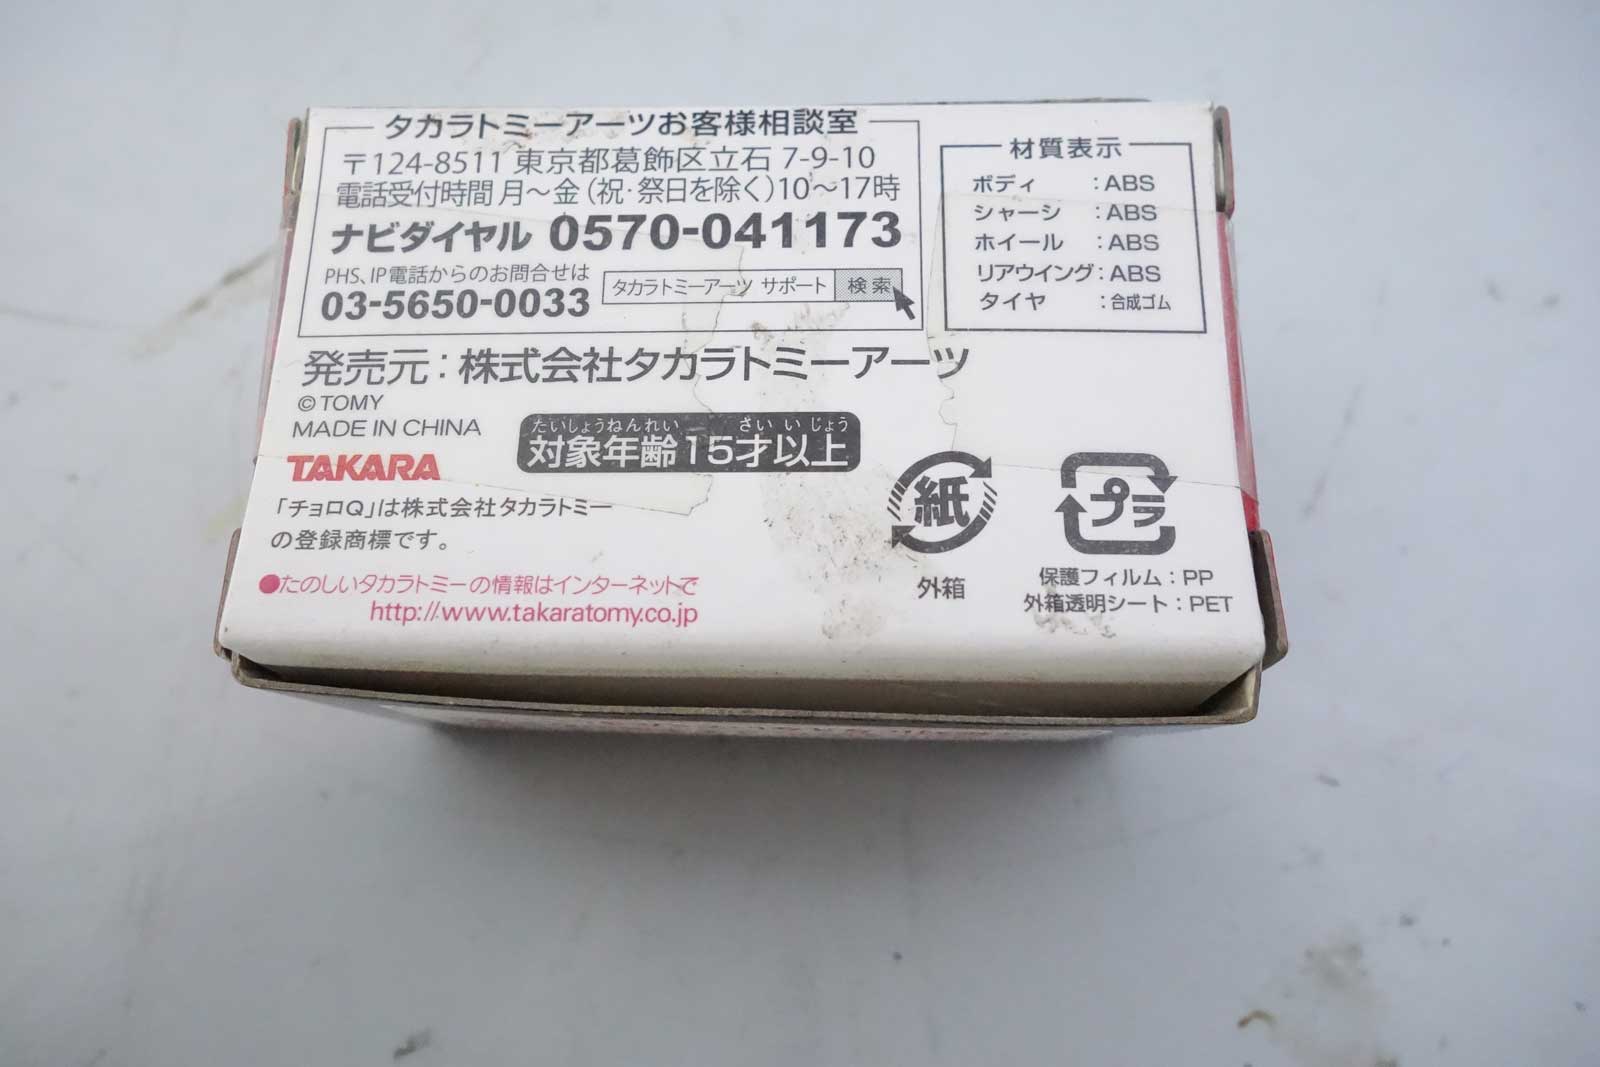 タカラトミーアーツお客様相談室
〒124-8511 東京都葛飾区立石 7-9-10
電話受付時間 月～金（祝・祭日を除く）10～17時
ナビダイヤル 0570-041173
PHS、IP電話からのお問合せは
03-5650-0033
タカラトミーアーツ サポート 検索
材質表示
ボディ ：ABS
シャーシ ：ABS
ホイール ：ABS
リアウイング：ABS
タイヤ ：合成ゴム
発売元：株式会社タカラトミーアーツ
© TOMY
MADE IN CHINA
たいしょうねんれい さい い じょう
対象年齢15才以上
TAKARA
「チョロQ」は株式会社タカラトミー
の登録商標です。
●たのしいタカラトミーの情報はインターネットで
http://www.takaratomy.co.jp
紙
外箱
プラ
保護フィルム：PP
外箱透明シート：PET